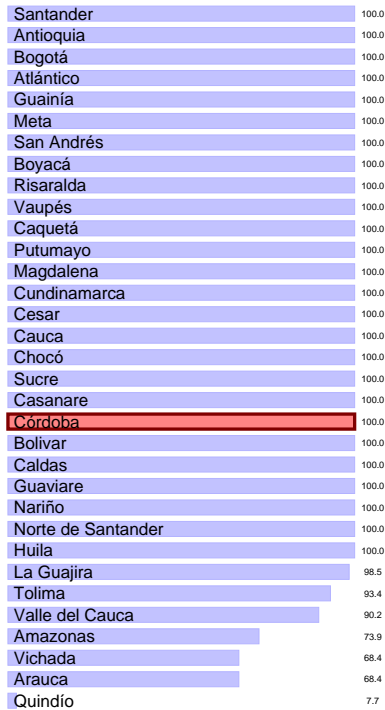 Santander 100.0
Antioquia 100.0
Bogotá 100.0
Atlántico 100.0
Guainía 100.0
Meta 100.0
San Andrés 100.0
Boyacá 100.0
Risaralda 100.0
Vaupés 100.0
Caquetá 100.0
Putumayo 100.0
Magdalena 100.0
Cundinamarca 100.0
Cesar 100.0
Cauca 100.0
Chocó 100.0
Sucre 100.0
Casanare 100.0
Córdoba 100.0
Bolivar 100.0
Caldas 100.0
Guaviare 100.0
Nariño 100.0
Norte de Santander 100.0
Huila 100.0
La Guajira 98.5
Tolima 93.4
Valle del Cauca 90.2
Amazonas 73.9
Vichada 68.4
Arauca 68.4
Quindío 7.7